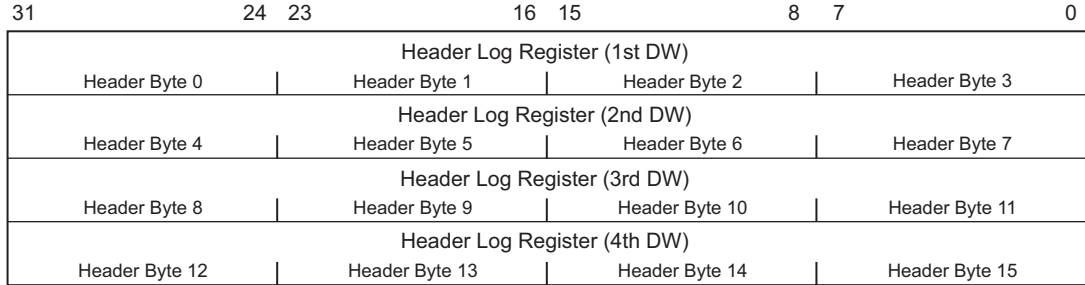 31 24 23 16 15 8 7 0
Header Log Register (1st DW)
Header Byte 0 Header Byte 1 Header Byte 2 Header Byte 3
Header Log Register (2nd DW)
Header Byte 4 Header Byte 5 Header Byte 6 Header Byte 7
Header Log Register (3rd DW)
Header Byte 8 Header Byte 9 Header Byte 10 Header Byte 11
Header Log Register (4th DW)
Header Byte 12 Header Byte 13 Header Byte 14 Header Byte 15